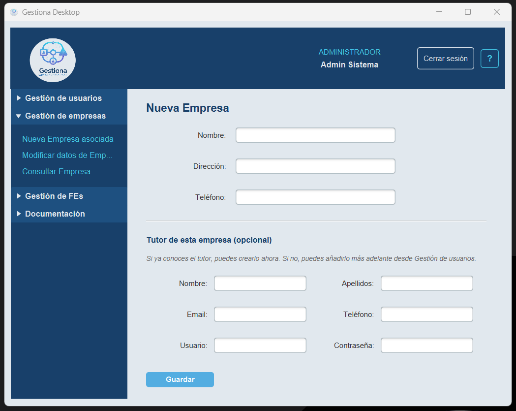 Gestiona Desktop
Gestiona
ADMINISTRADOR
Admin Sistema
Cerrar sesión
?
Gestión de usuarios
Gestión de empresas
Nueva Empresa asociada
Modificar datos de Emp...
Consultar Empresa
Gestión de FEs
Documentación
Nueva Empresa
Nombre:
Dirección:
Teléfono:
Tutor de esta empresa (opcional)
Si ya conoces el tutor, puedes crearlo ahora. Si no, puedes añadirlo más adelante desde Gestión de usuarios.
Nombre: Apellidos:
Email: Teléfono:
Usuario: Contraseña:
Guardar